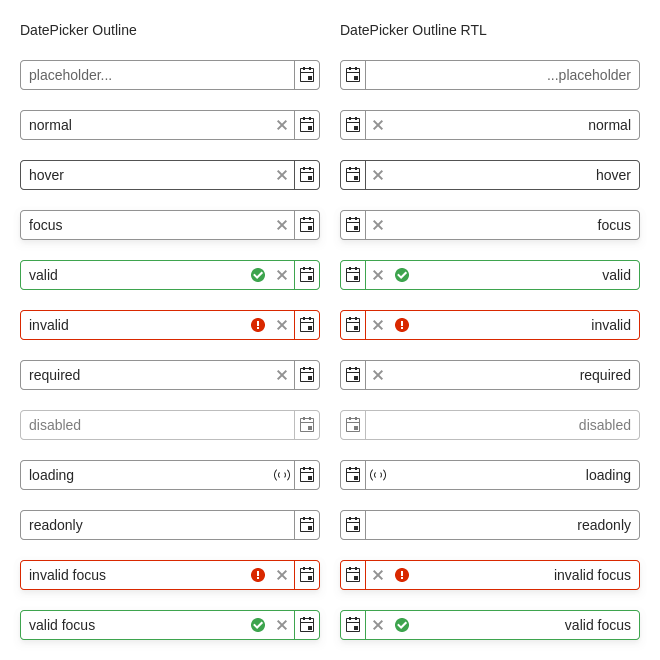 DatePicker Outline
DatePicker Outline RTL
placeholder...
...placeholder
normal
normal
hover
hover
focus
focus
valid
valid
invalid
invalid
required
required
disabled
disabled
loading
loading
readonly
readonly
invalid focus
invalid focus
valid focus
valid focus